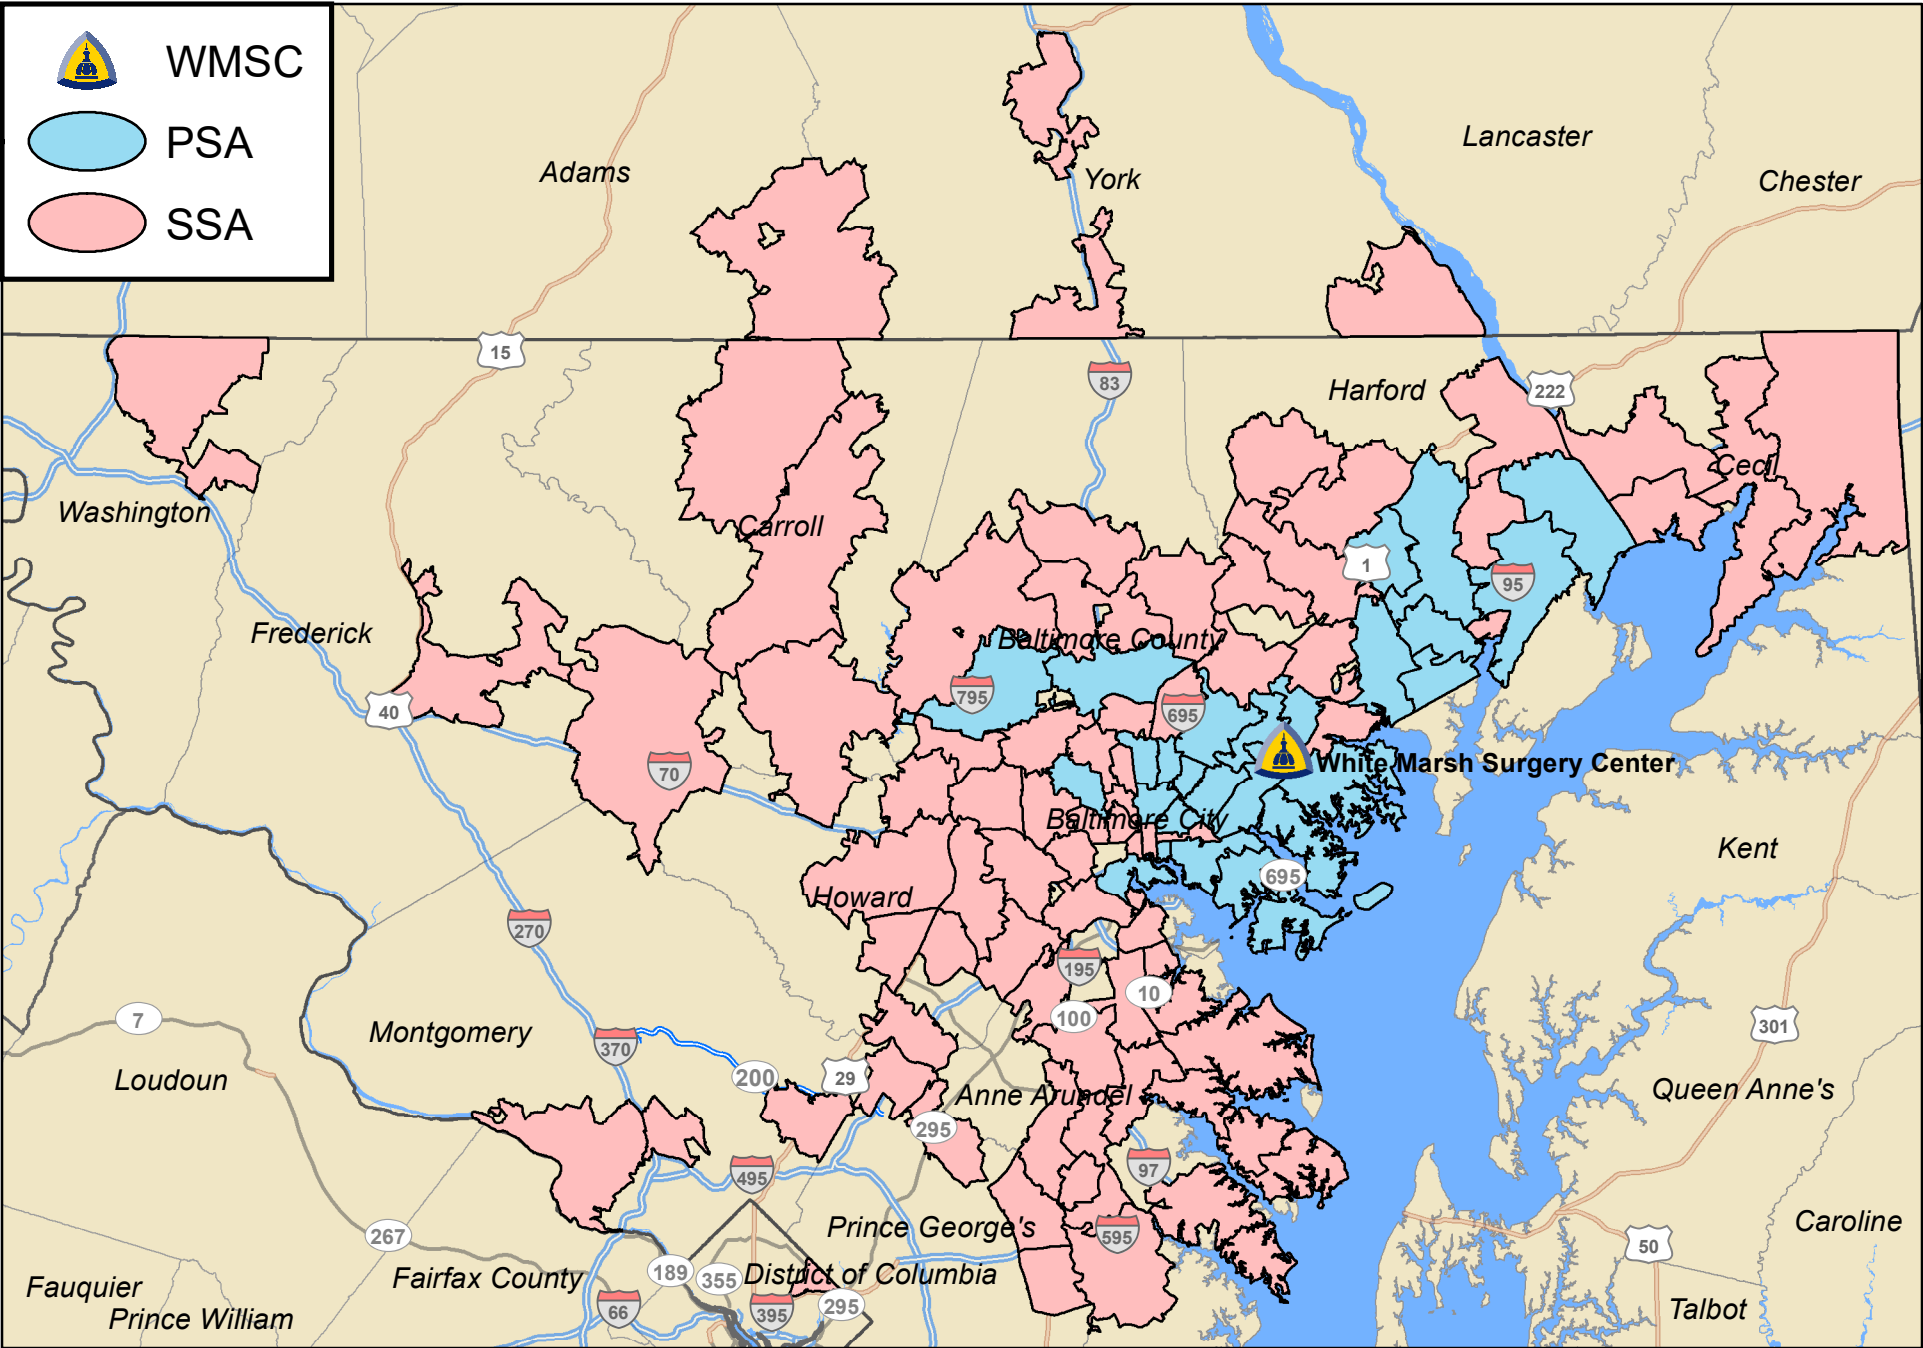 WMSC
PSA
SSA
Lancaster
Adams
York
Chester
15
83
Harford
222
Cecil
Washington
Carroll
1
95
Frederick
Baltimore County
795
695
40
70
White Marsh Surgery Center
Baltimore City
Kent
695
Howard
270
195
10
100
7
Montgomery
370
301
200
29
Loudoun
Anne Arundel
Queen Anne's
295
97
495
Prince George's
595
Caroline
267
50
189
355
District of Columbia
Fairfax County
Fauquier
66
395
295
Prince William
Talbot